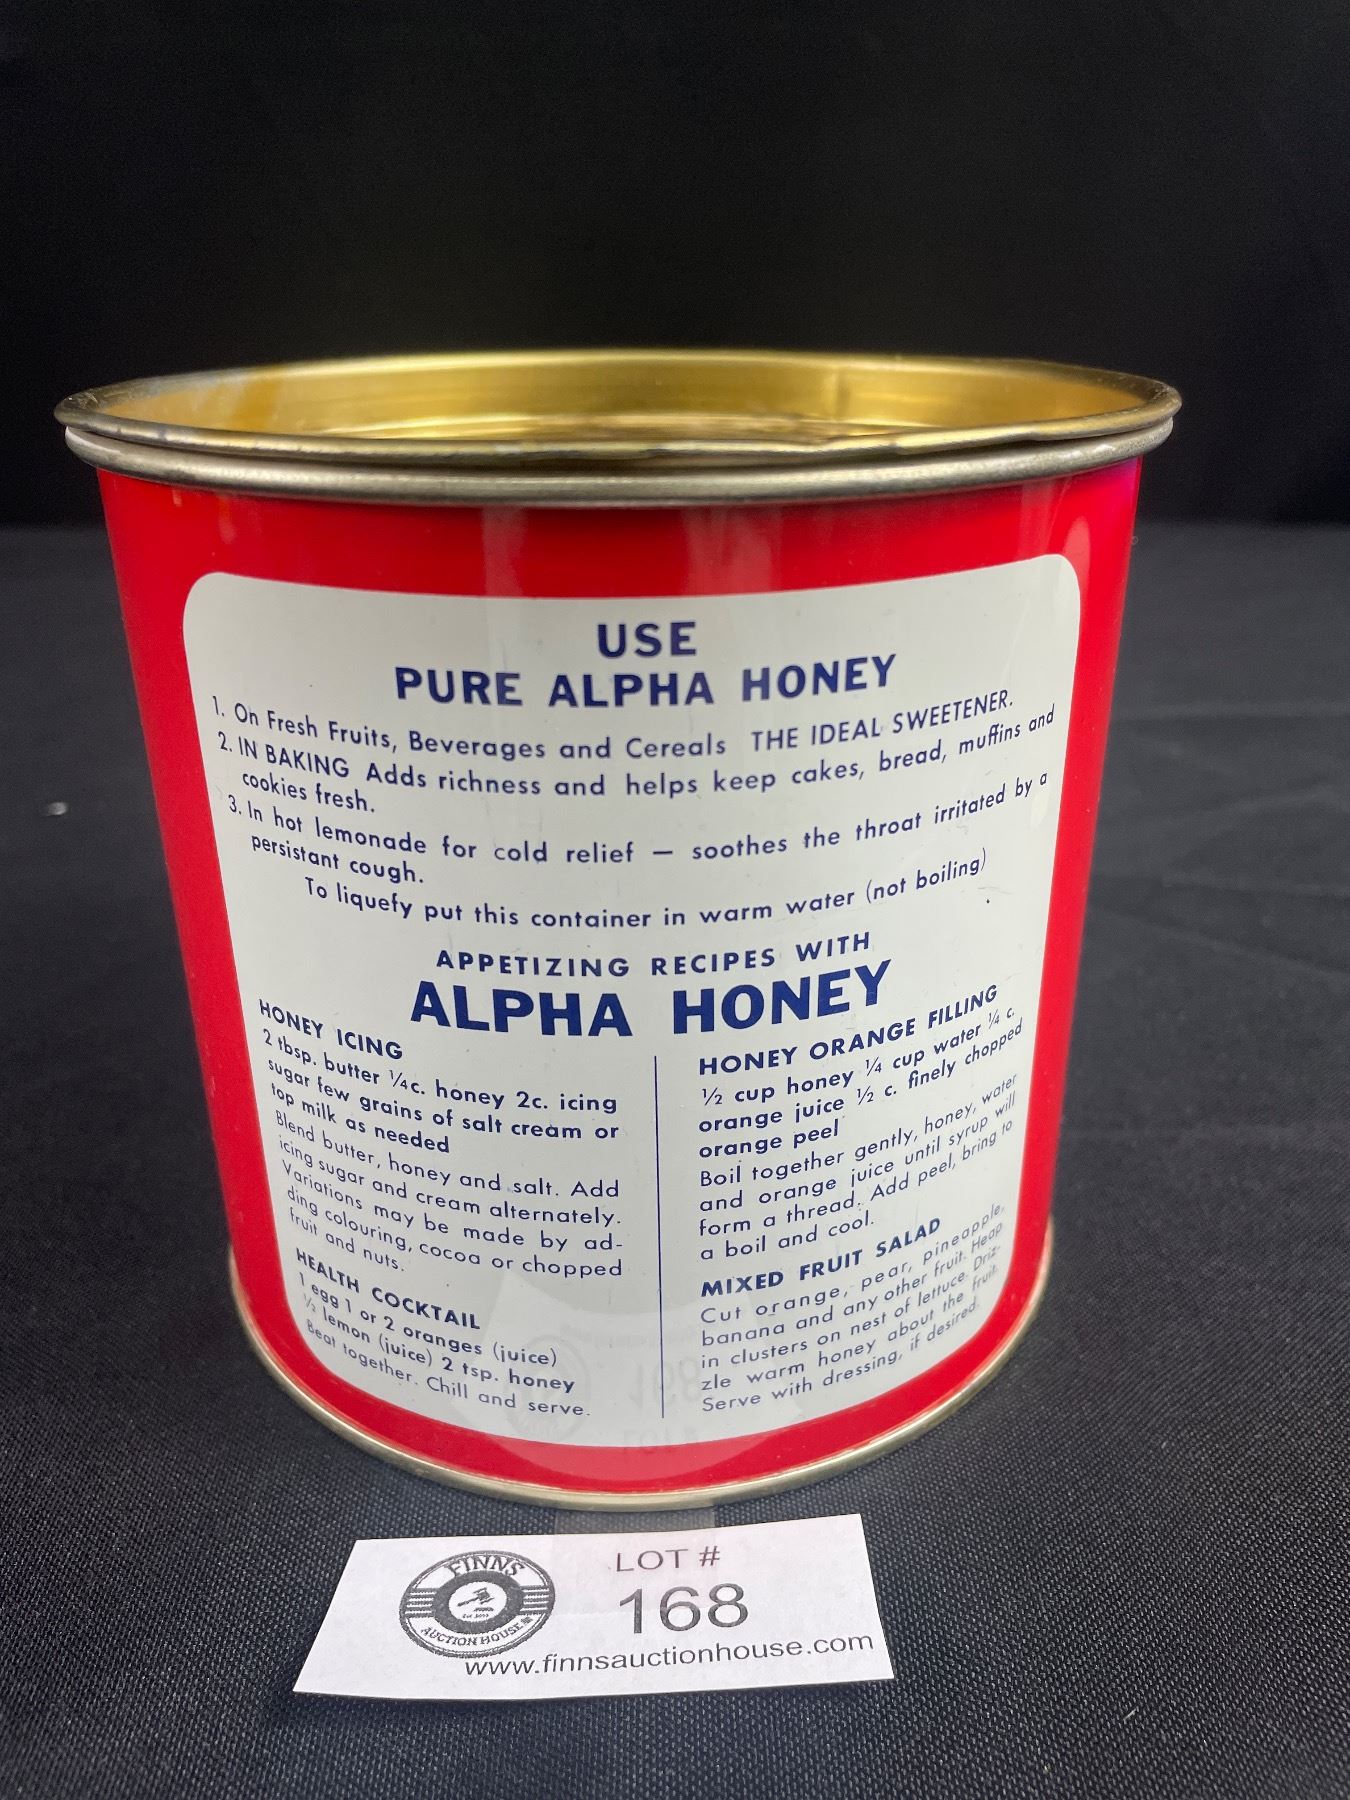 USE
PURE ALPHA HONEY
1. On Fresh Fruits, Beverages and Cereals THE IDEAL SWEETENER.
2. IN BAKING Adds richness and helps keep cakes, bread, muffins and
cookies fresh.
3. In hot lemonade for cold relief — soothes the throat irritated by a
persistant cough.
To liquefy put this container in warm water (not boiling)
APPETIZING RECIPES WITH
ALPHA HONEY
HONEY ICING
2 tbsp. butter ¼c. honey 2c. icing
sugar few grains of salt cream or
top milk as needed
Blend butter, honey and salt. Add
icing sugar and cream alternately.
Variations may be made by ad-
ding colouring, cocoa or chopped
fruit and nuts.
HEALTH COCKTAIL
1 egg 1 or 2 oranges (juice)
½ lemon (juice) 2 tsp. honey
Beat together. Chill and serve.
HONEY ORANGE FILLING
½ cup honey ¼ cup water ¼ c.
orange juice ½ c. finely chopped
orange peel
Boil together gently, honey, water
and orange juice until syrup will
form a thread. Add peel, bring to
a boil and cool.
MIXED FRUIT SALAD
Cut orange, pear, pineapple,
banana and any other fruit. Heap
in clusters on nest of lettuce. Driz-
zle warm honey about the fruit.
Serve with dressing, if desired.
FINNS
AUCTION HOUSE
LOT #
168
www.finnsauctionhouse.com